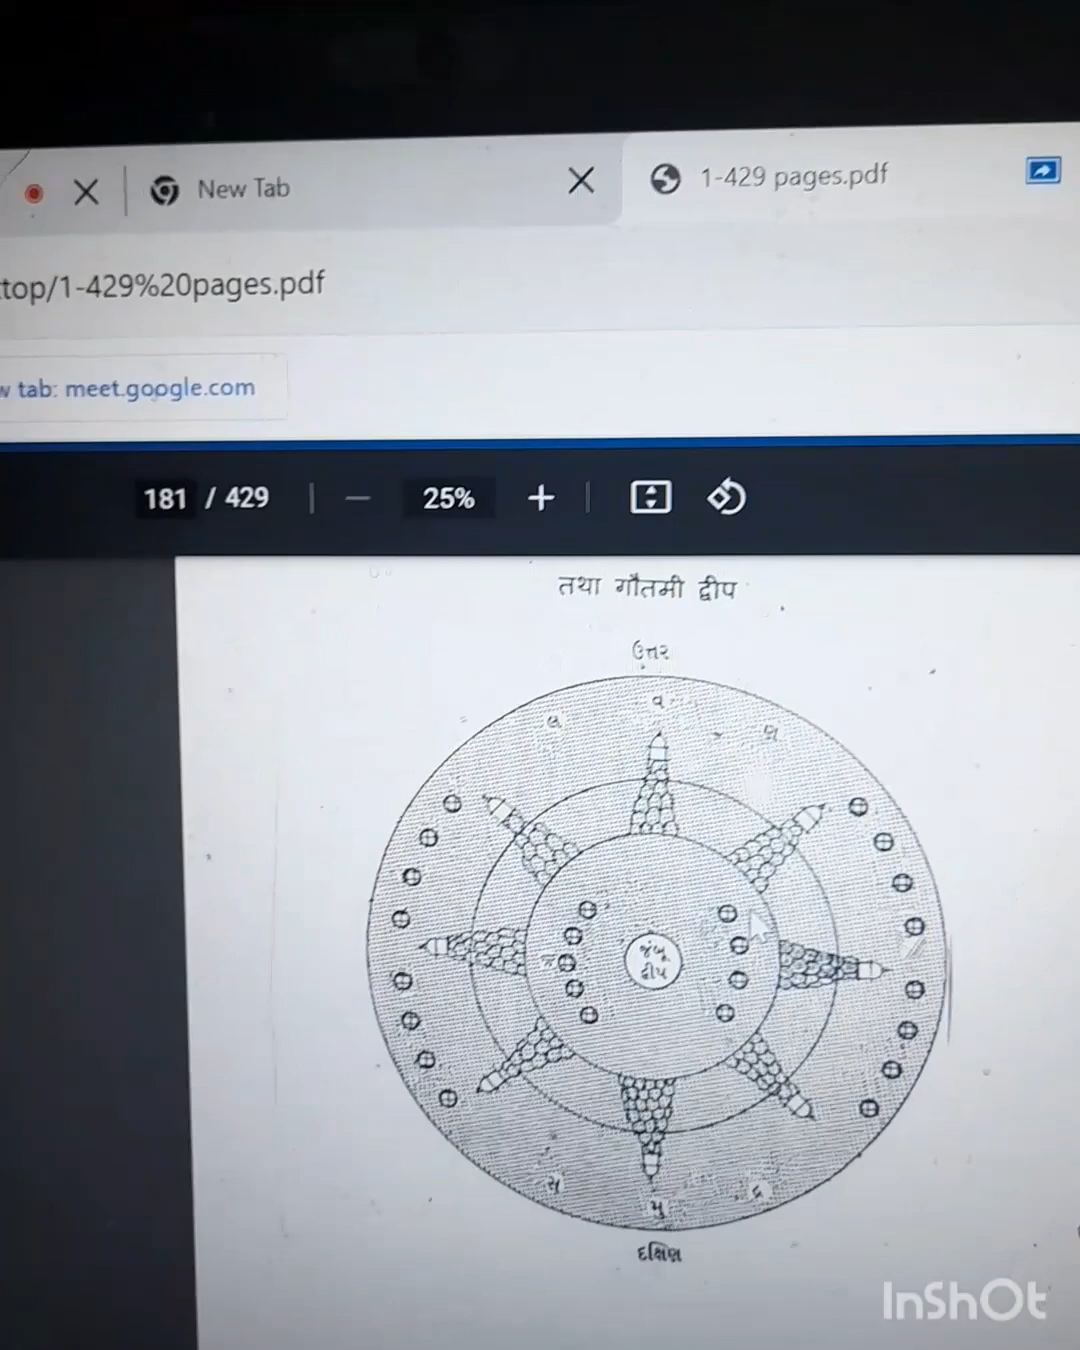 New Tab
1-429 pages.pdf
top/1-429%20pages.pdf
w tab: meet.google.com
181 / 429
25%
तथा गौतमी द्वीप
ઉત્તર
લ
વ
ણ
જંબૂ
દ્વીપ
સ
મુ
દ્ર
દક્ષિણ
InShOt